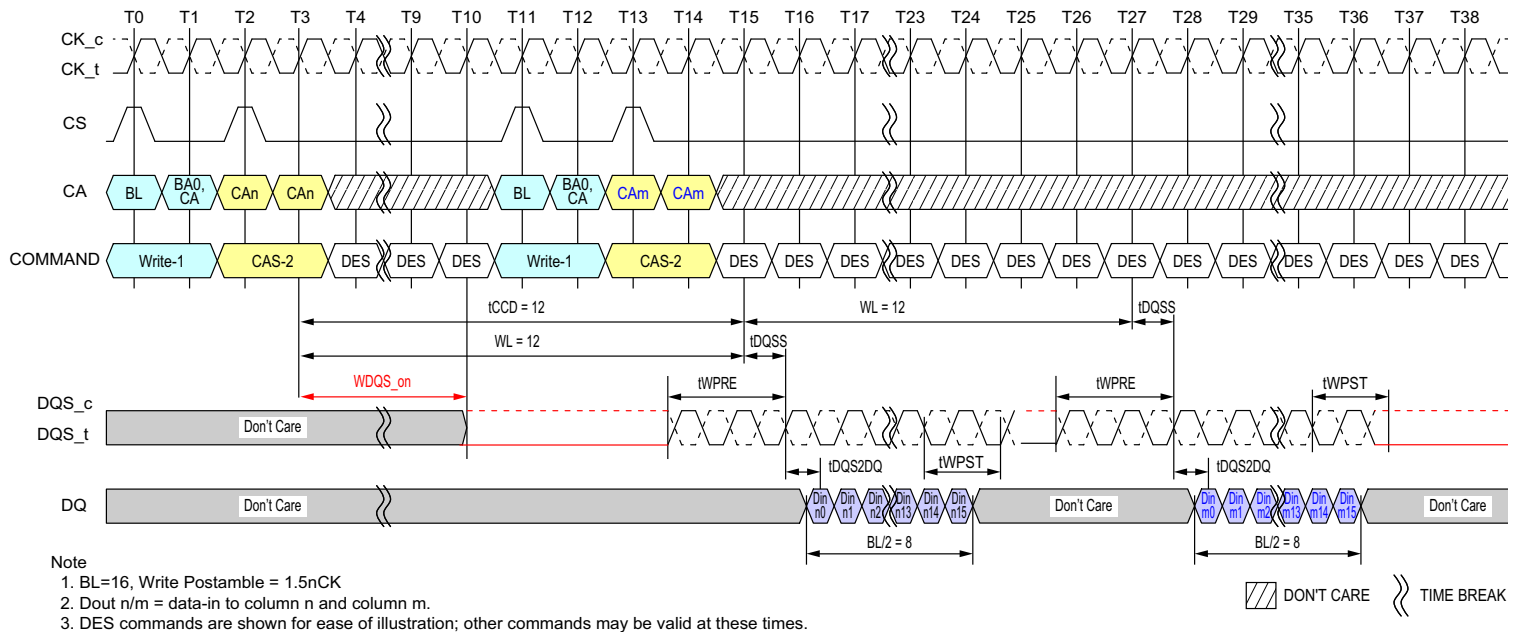 T0 T1 T2 T3 T4 T9 T10 T11 T12 T13 T14 T15 T16 T17 T23 T24 T25 T26 T27 T28 T29 T35 T36 T37 T38
CK_c
CK_t
CS
CA BL BA0, CA CAn CAn BL BA0, CA CAm CAm
COMMAND Write-1 CAS-2 DES DES DES Write-1 CAS-2 DES DES DES DES DES DES DES DES DES DES DES DES DES DES
tCCD = 12 WL = 12 tDQSS
WL = 12 tDQSS
WDQS_on tWPRE tWPRE tWPST
DQS_c
DQS_t Don't Care
tDQS2DQ tWPST tDQS2DQ
DQ Don't Care Din n0 Din n1 Din n2 Din n13 Din n14 Din n15 Don't Care Din m0 Din m1 Din m2 Din m13 Din m14 Din m15 Don't Care
BL/2 = 8 BL/2 = 8
Note
1. BL=16, Write Postamble = 1.5nCK
2. Dout n/m = data-in to column n and column m.
3. DES commands are shown for ease of illustration; other commands may be valid at these times.
DON'T CARE TIME BREAK